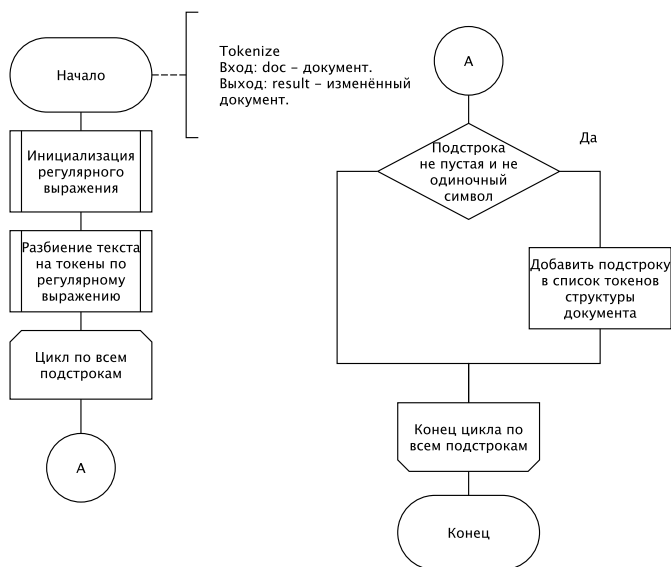 Начало
Tokenize
Вход: doc – документ.
Выход: result – изменённый
документ.
Инициализация
регулярного
выражения
Разбиение текста
на токены по
регулярному
выражению
Цикл по всем
подстрокам
A
A
Подстрока
не пустая и не
одиночный
символ
Да
Добавить подстроку
в список токенов
структуры
документа
Конец цикла по
всем подстрокам
Конец